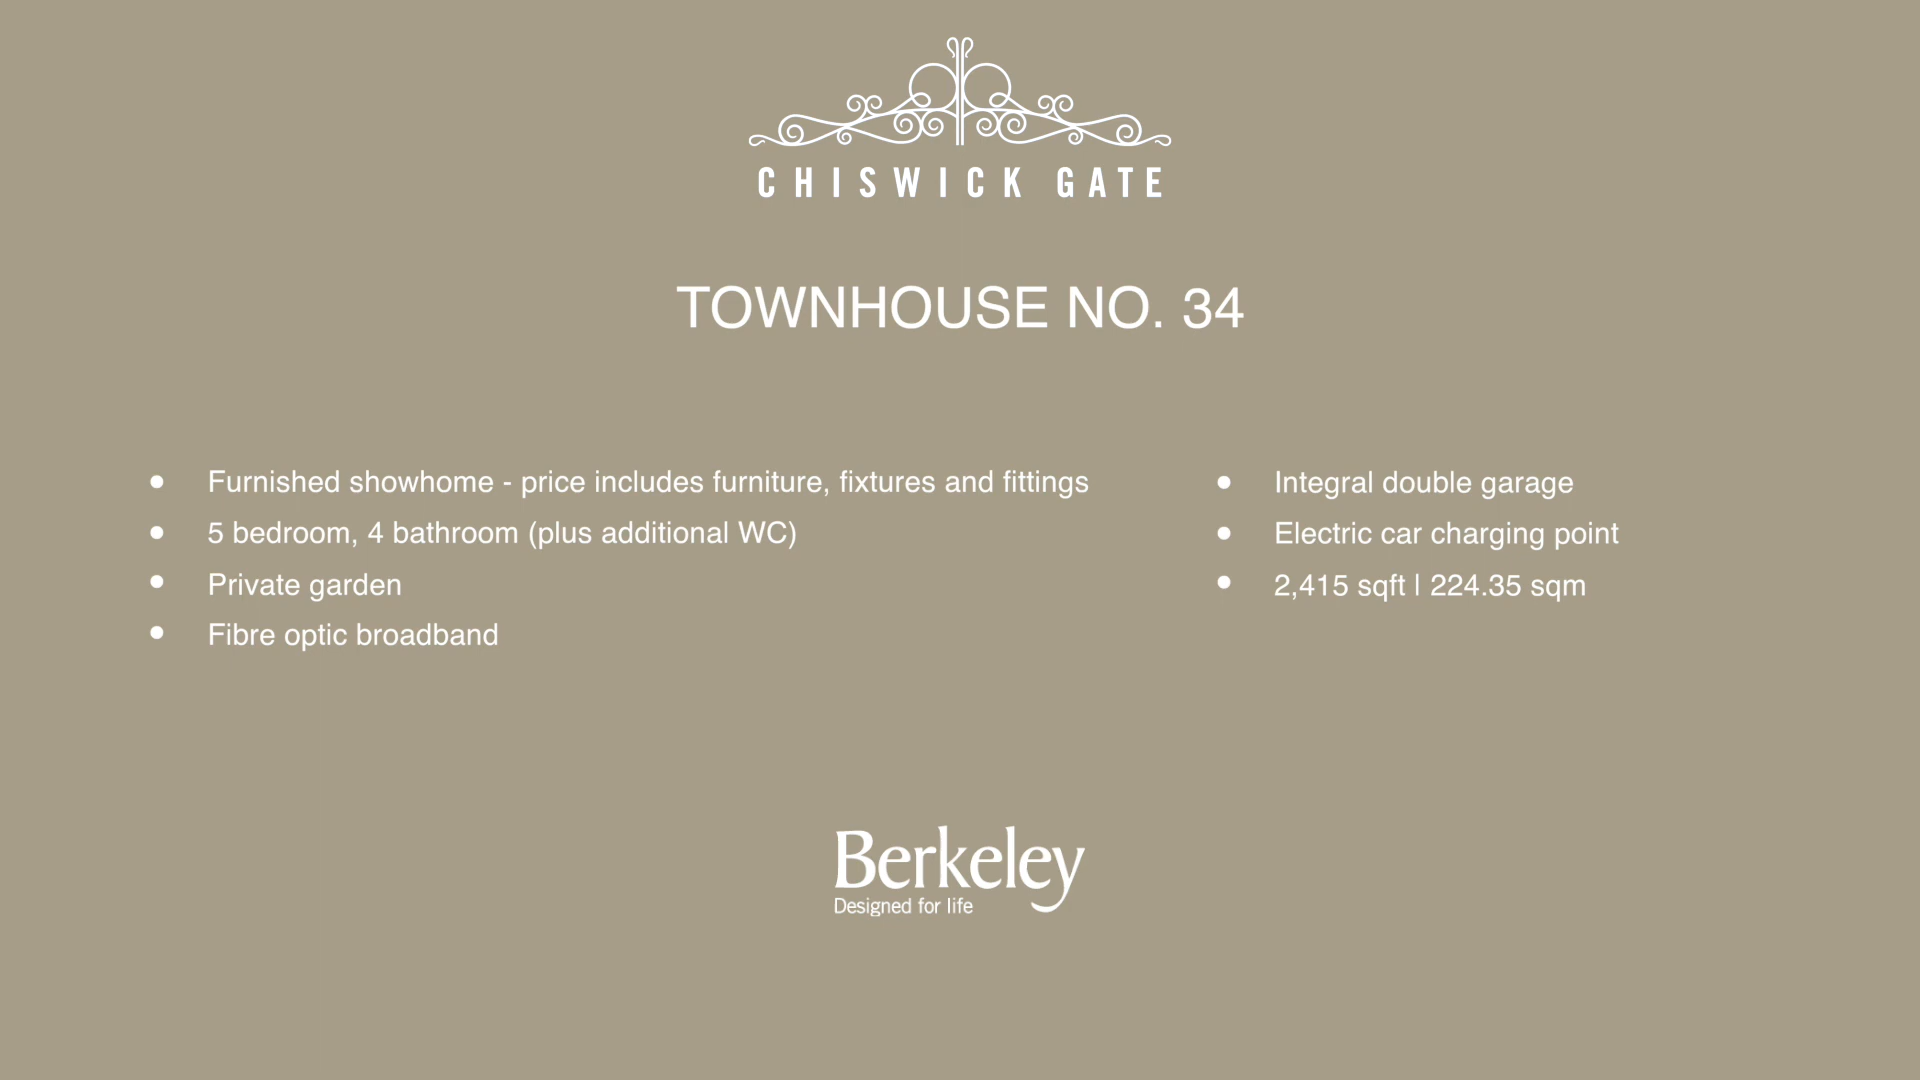 CHISWICK GATE
TOWNHOUSE NO. 34
• Furnished showhome - price includes furniture, fixtures and fittings
• 5 bedroom, 4 bathroom (plus additional WC)
• Private garden
• Fibre optic broadband
• Integral double garage
• Electric car charging point
• 2,415 sqft | 224.35 sqm
Berkeley
Designed for life